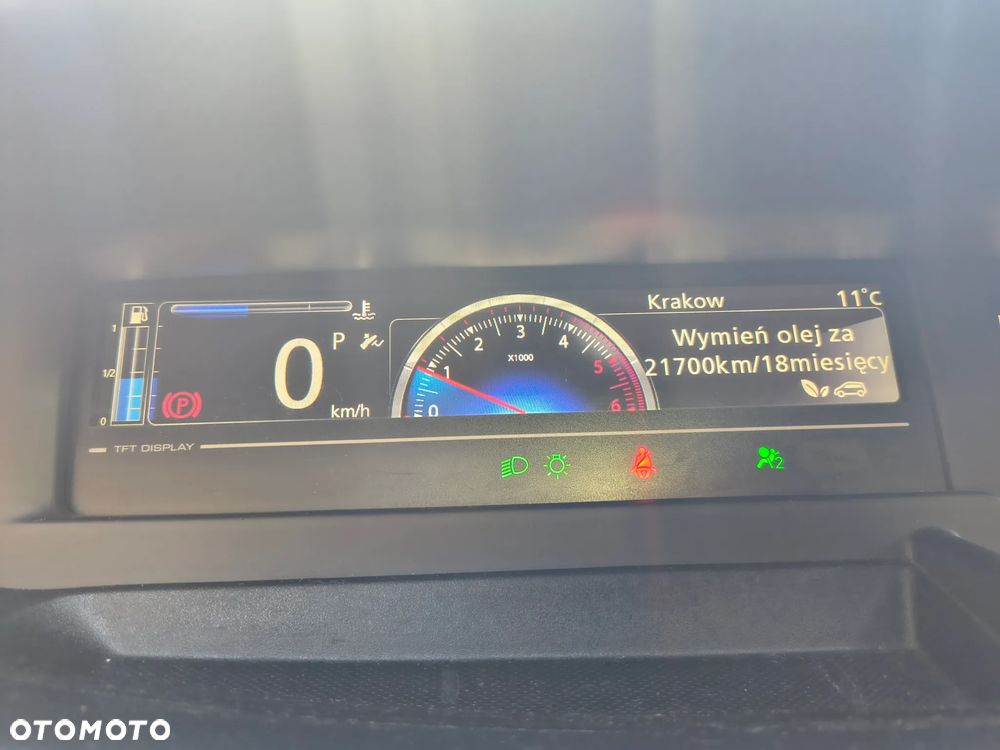 Krakow 11°C
Wymień olej za
21700km/18miesięcy
1
1/2
0
P
0
km/h
(P)
0 1 2 3 4 5 6
X1000
TFT DISPLAY
2
OTOMOTO